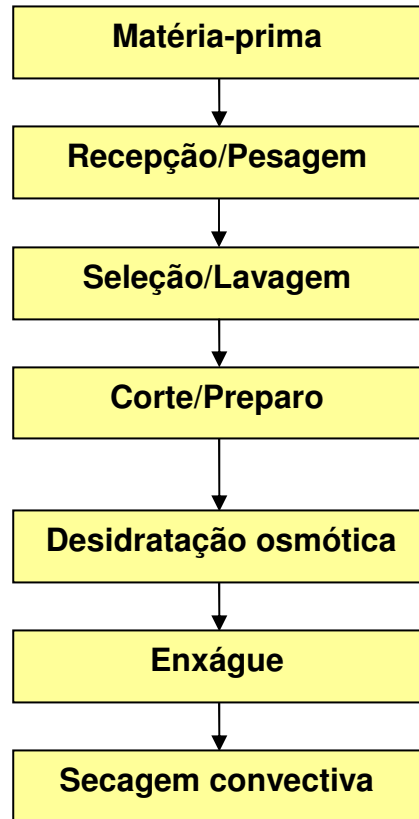 Matéria-prima
Recepção/Pesagem
Seleção/Lavagem
Corte/Preparo
Desidratação osmótica
Enxágue
Secagem convectiva